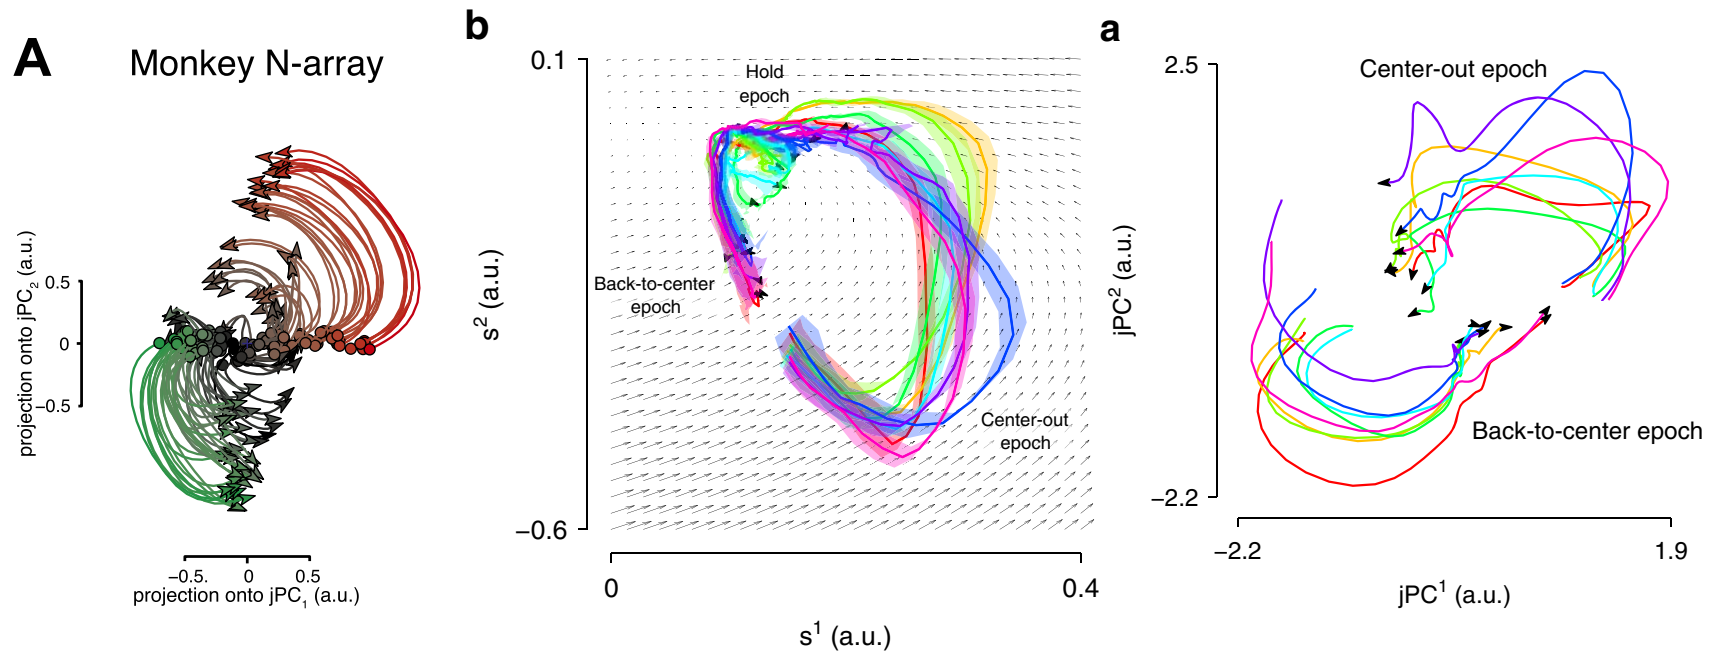 A
Monkey N-array
projection onto jPC2 (a.u.)
0.5
0
−0.5
−0.5.
0
0.5
projection onto jPC1 (a.u.)
b
0.1
−0.6
s2 (a.u.)
Hold
epoch
Back-to-center
epoch
Center-out
epoch
0
0.4
s1 (a.u.)
a
2.5
−2.2
jPC2 (a.u.)
Center-out epoch
Back-to-center epoch
−2.2
1.9
jPC1 (a.u.)